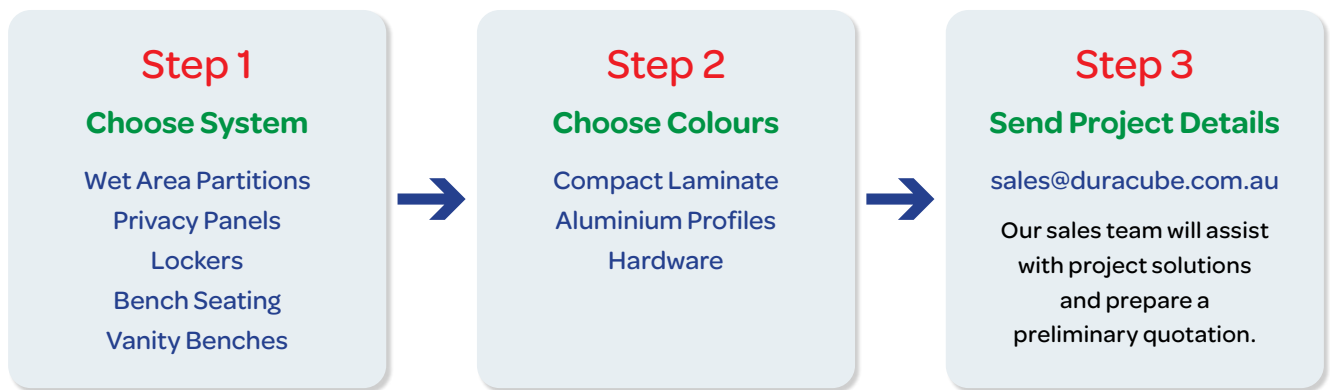 Step 1
Choose System
Wet Area Partitions
Privacy Panels
Lockers
Bench Seating
Vanity Benches
Step 2
Choose Colours
Compact Laminate
Aluminium Profiles
Hardware
Step 3
Send Project Details
sales@duracube.com.au
Our sales team will assist
with project solutions
and prepare a
preliminary quotation.